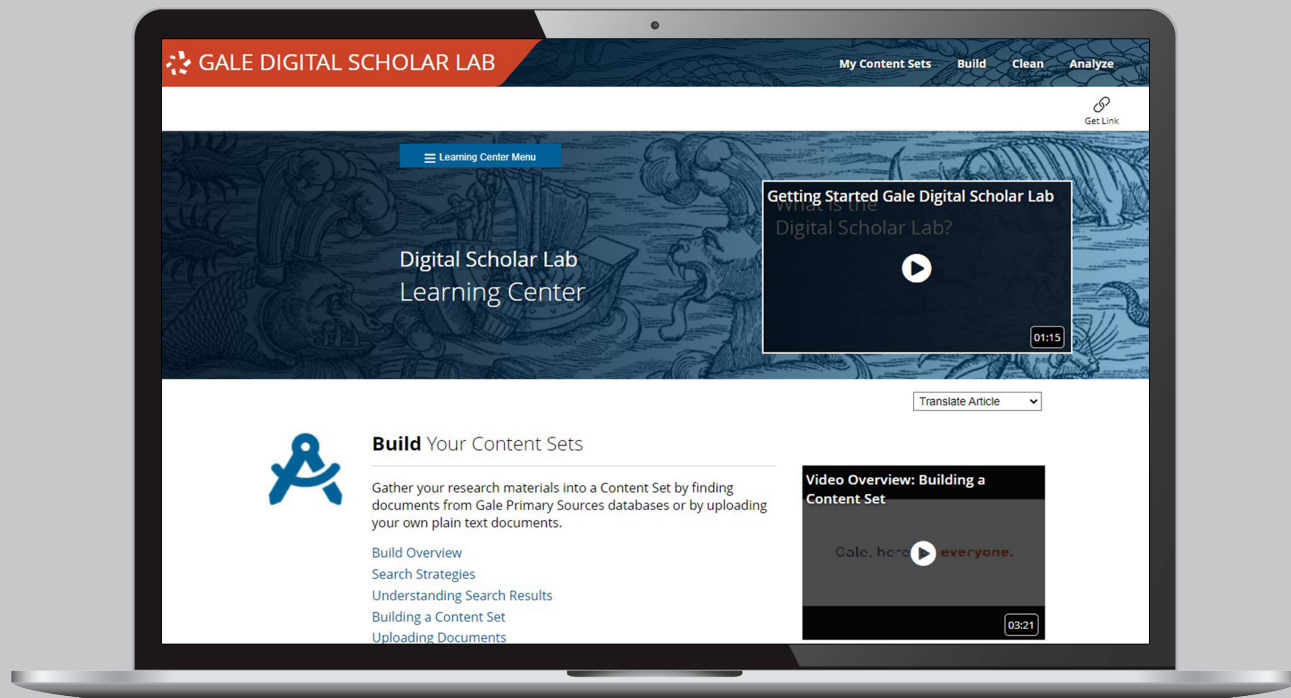 GALE DIGITAL SCHOLAR LAB
My Content Sets Build Clean Analyze
Get Link
Learning Center Menu
Getting Started Gale Digital Scholar Lab
What is the
Digital Scholar Lab?
Digital Scholar Lab
Learning Center
01:15
Translate Article
Build Your Content Sets
Gather your research materials into a Content Set by finding
documents from Gale Primary Sources databases or by uploading
your own plain text documents.
Build Overview
Search Strategies
Understanding Search Results
Building a Content Set
Uploading Documents
Video Overview: Building a
Content Set
Gale, here everyone.
03:21